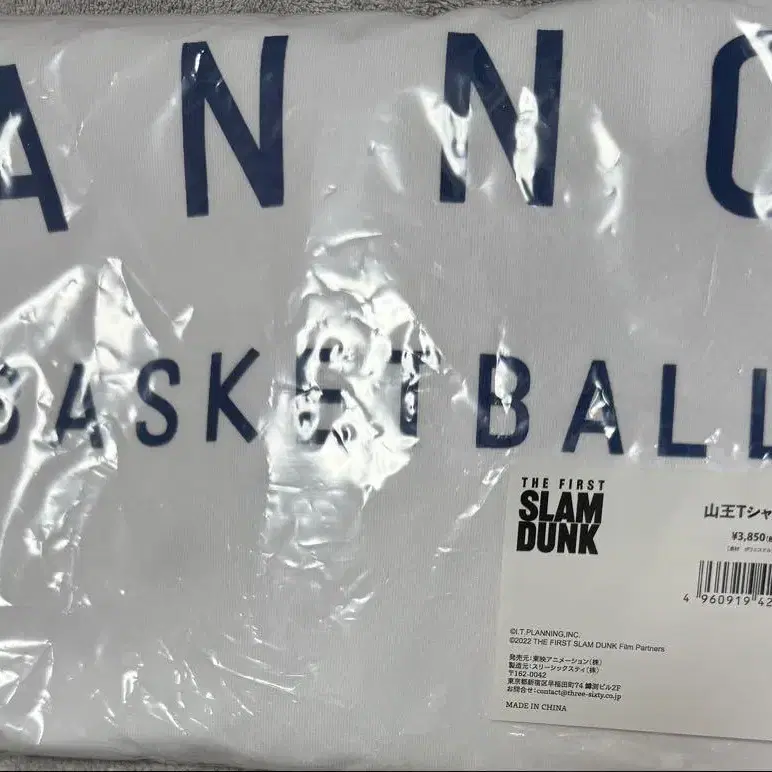 ANNO
BASKETBALL
THE FIRST
SLAM
DUNK
山王Tシャ
¥3,850
4 960919 42
©I.T.PLANNING,INC.
©2022 THE FIRST SLAM DUNK Film Partners
発売元:東映アニメーション(株)
製造元:スリーシックスティ(株)
〒162-0042
東京都新宿区早稲田町74 鱒渕ビル2F
お問合せ:contact@three-sixty.co.jp
MADE IN CHINA